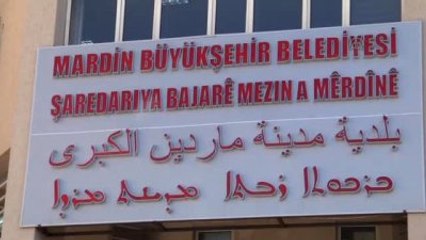 MARDİN BÜYÜKŞEHİR BELEDİYESİ
ŞAREDARIYA BAJARÊ MEZIN A MÊRDÎNÊ
بلدية مدينة ماردين الكبرى